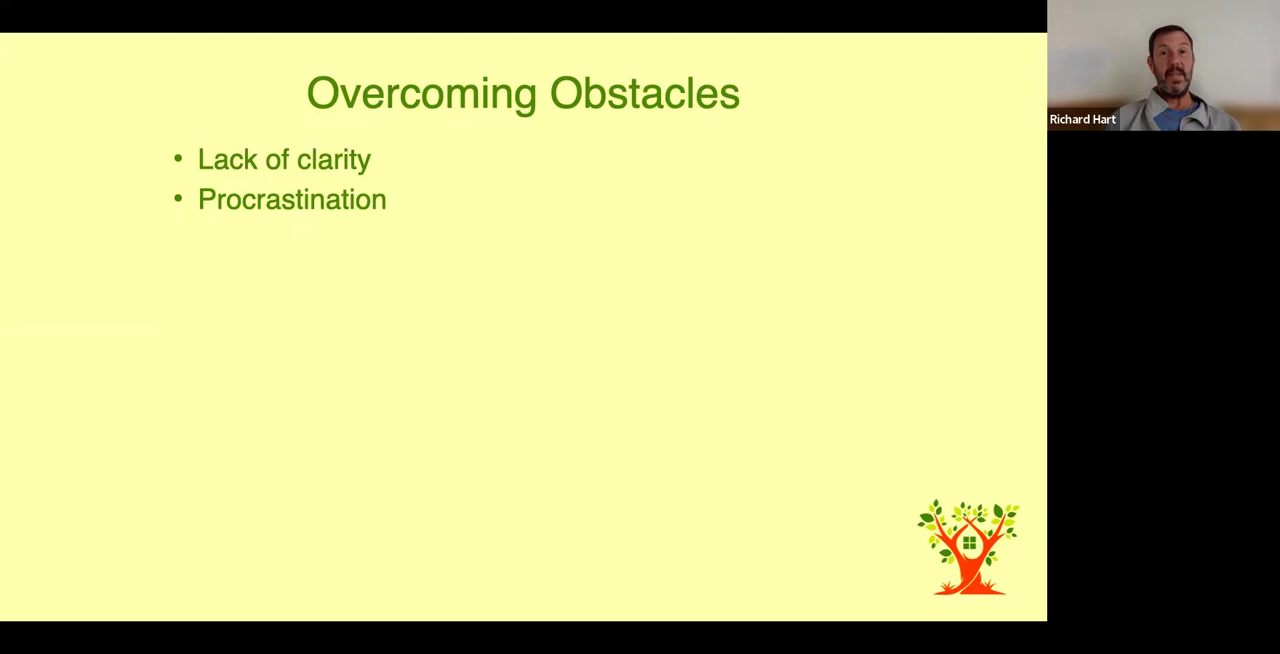 Overcoming Obstacles
• Lack of clarity
• Procrastination
Richard Hart